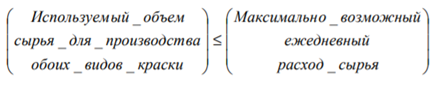 Используемый _ объем
сырья _ для _ производства
обоих _ видов _ краски
≤
Максимально _ возможный
ежедневный
расход _ сырья